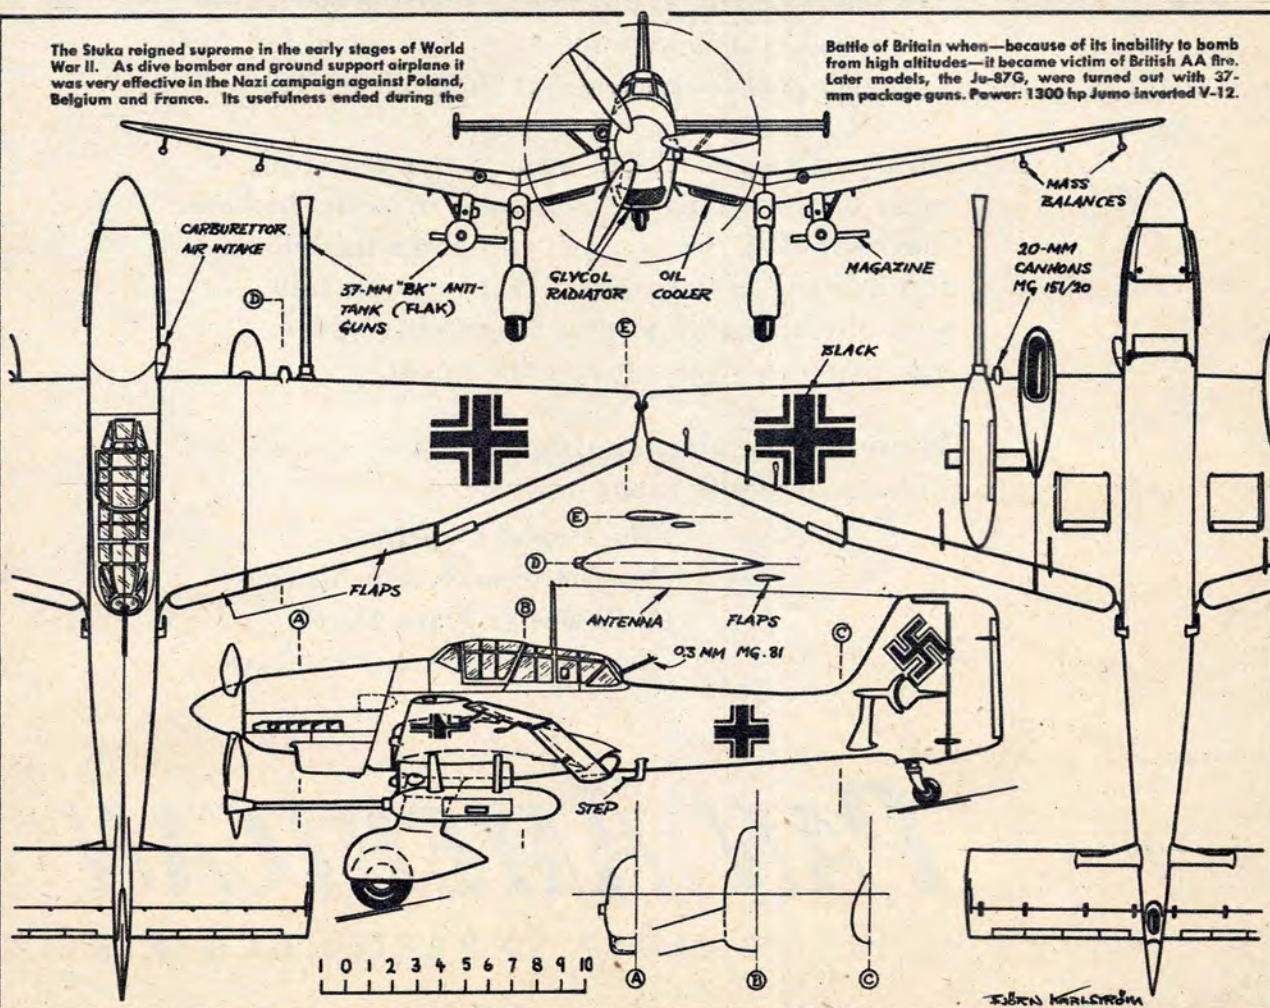 The Stuka reigned supreme in the early stages of World
War II. As dive bomber and ground support airplane it
was very effective in the Nazi campaign against Poland,
Belgium and France. Its usefulness ended during the
Battle of Britain when—because of its inability to bomb
from high altitudes—it became victim of British AA fire.
Later models, the Ju-87G, were turned out with 37-
mm package guns. Power: 1300 hp Jumo inverted V-12.
MASS
BALANCES
CARBURETTOR
AIR INTAKE
37-MM "BK" ANTI-
TANK (FLAK)
GUNS
GLYCOL
RADIATOR
OIL
COOLER
MAGAZINE
20-MM
CANNONS
MG 151/20
D
E
BLACK
E
D
FLAPS
ANTENNA
FLAPS
A
B
C
0.3 MM MG.81
STEP
1 0 1 2 3 4 5 6 7 8 9 10
A
B
C
BJÖRN KARLSTRÖM